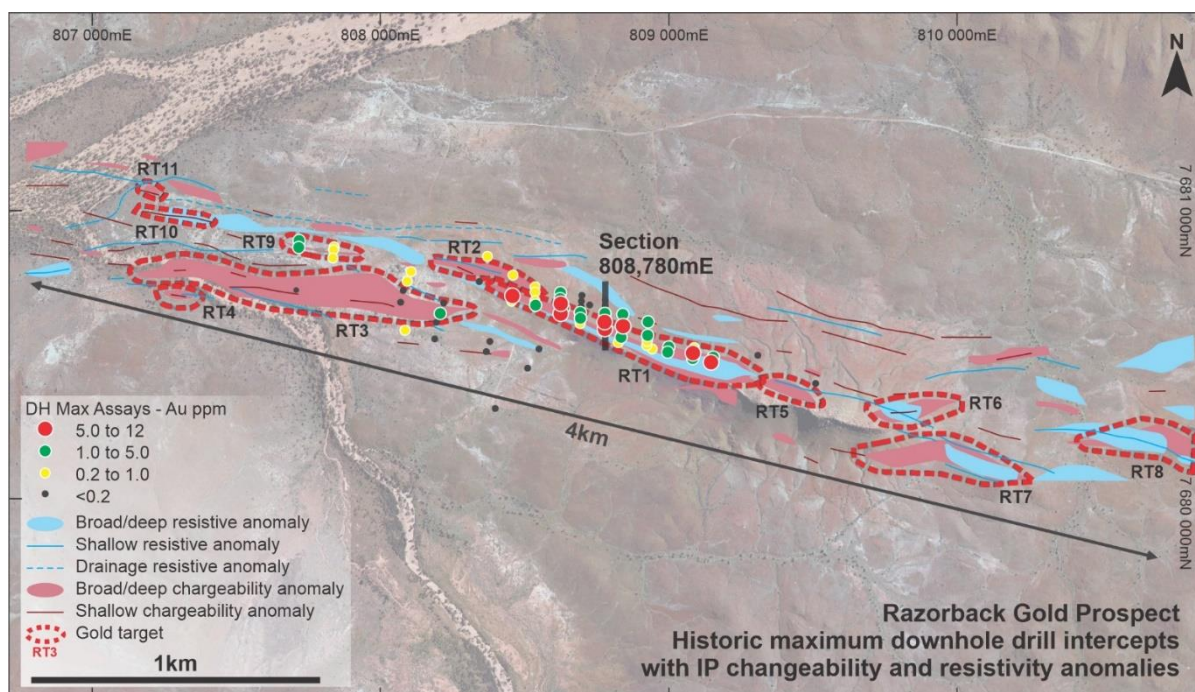 807 000mE
808 000mE
809 000mE
810 000mE
N
7 681 000mN
RT11
RT10
RT9
RT2
Section
808,780mE
RT4
RT3
RT1
RT5
RT6
RT7
RT8
4km
7 680 000mN
DH Max Assays - Au ppm
5.0 to 12
1.0 to 5.0
0.2 to 1.0
<0.2
Broad/deep resistive anomaly
Shallow resistive anomaly
Drainage resistive anomaly
Broad/deep chargeability anomaly
Shallow chargeability anomaly
Gold target
RT3
1km
Razorback Gold Prospect
Historic maximum downhole drill intercepts
with IP changeability and resistivity anomalies